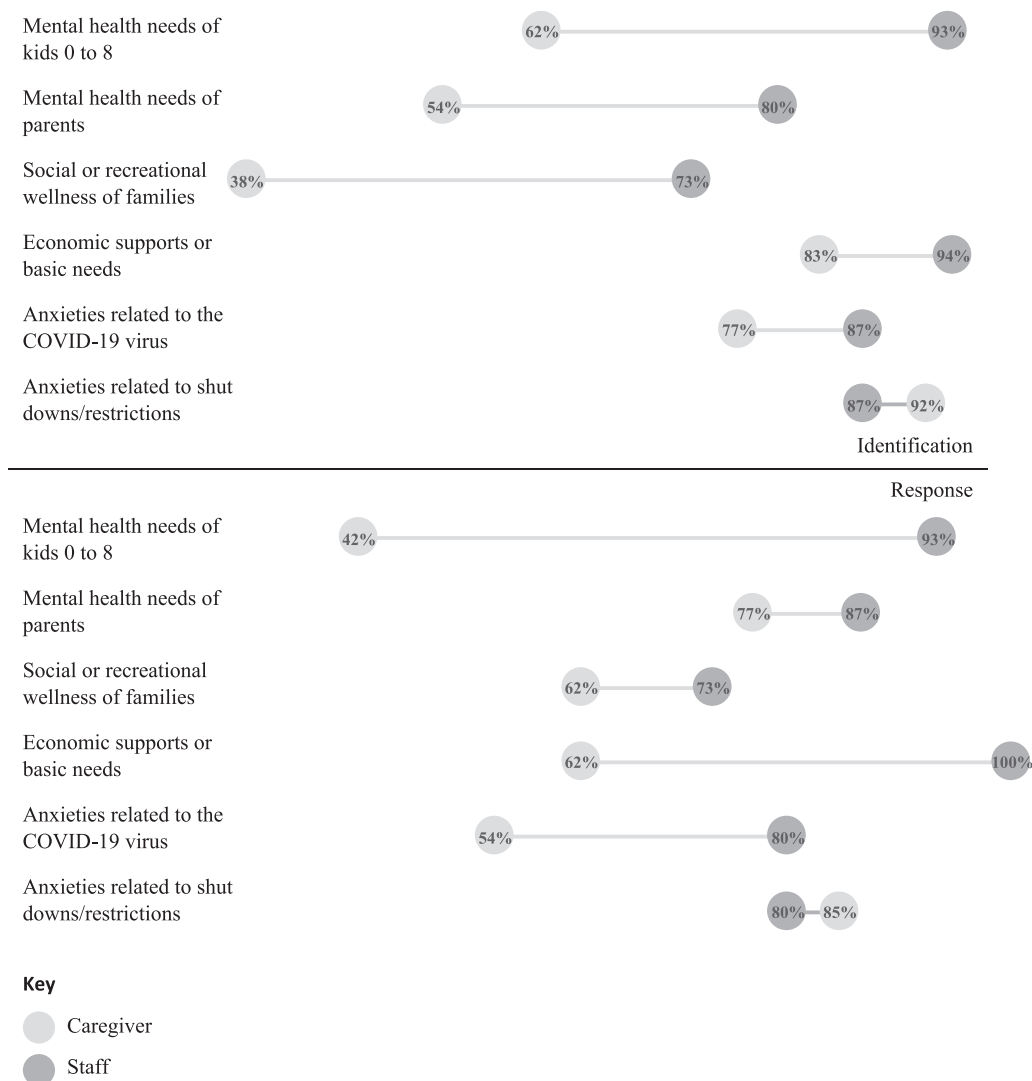 Mental health needs of
kids 0 to 8
62%
93%
Mental health needs of
parents
54%
80%
Social or recreational
wellness of families
38%
73%
Economic supports or
basic needs
83%
94%
Anxieties related to the
COVID-19 virus
77%
87%
Anxieties related to shut
downs/restrictions
87%
92%
Identification
Response
Mental health needs of
kids 0 to 8
42%
93%
Mental health needs of
parents
77%
87%
Social or recreational
wellness of families
62%
73%
Economic supports or
basic needs
62%
100%
Anxieties related to the
COVID-19 virus
54%
80%
Anxieties related to shut
downs/restrictions
80%
85%
Key
Caregiver
Staff